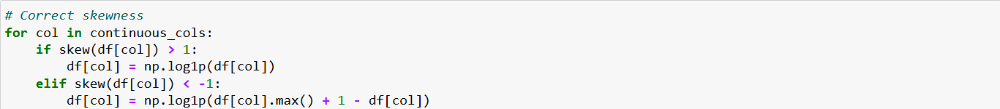 # Correct skewness
for col in continuous_cols:
    if skew(df[col]) > 1:
        df[col] = np.log1p(df[col])
    elif skew(df[col]) < -1:
        df[col] = np.log1p(df[col].max() + 1 - df[col])